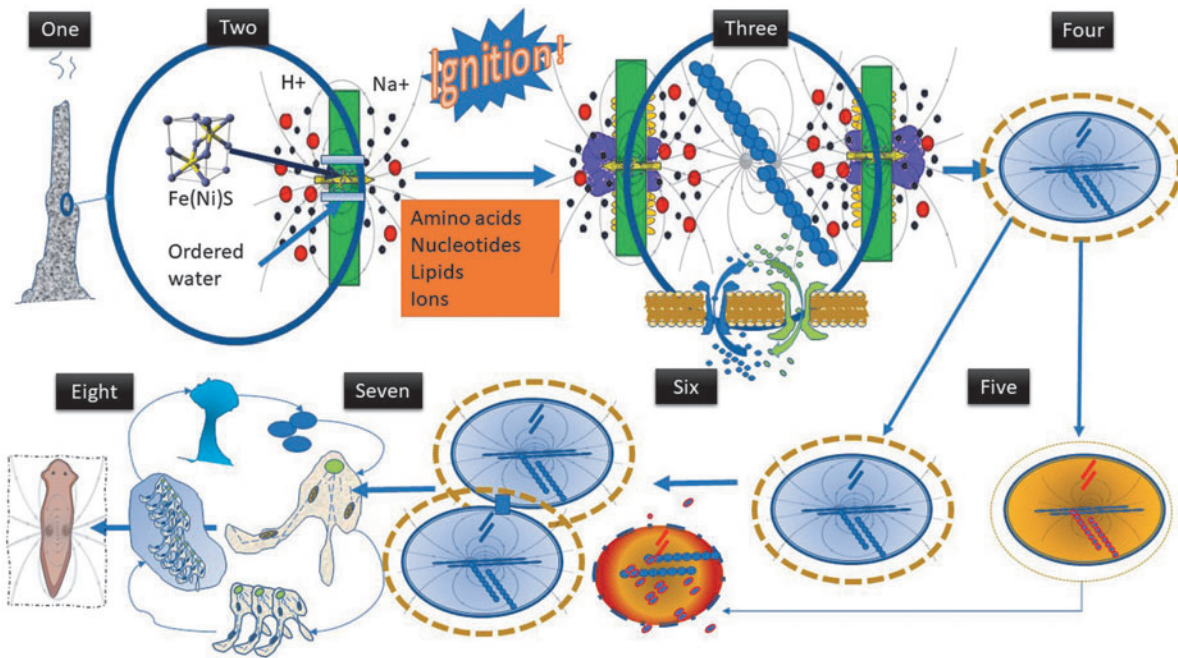 One
Two
Ignition!
Three
Four
H+
Na+
Fe(Ni)S
Ordered
water
Amino acids
Nucleotides
Lipids
Ions
Eight
Seven
Six
Five